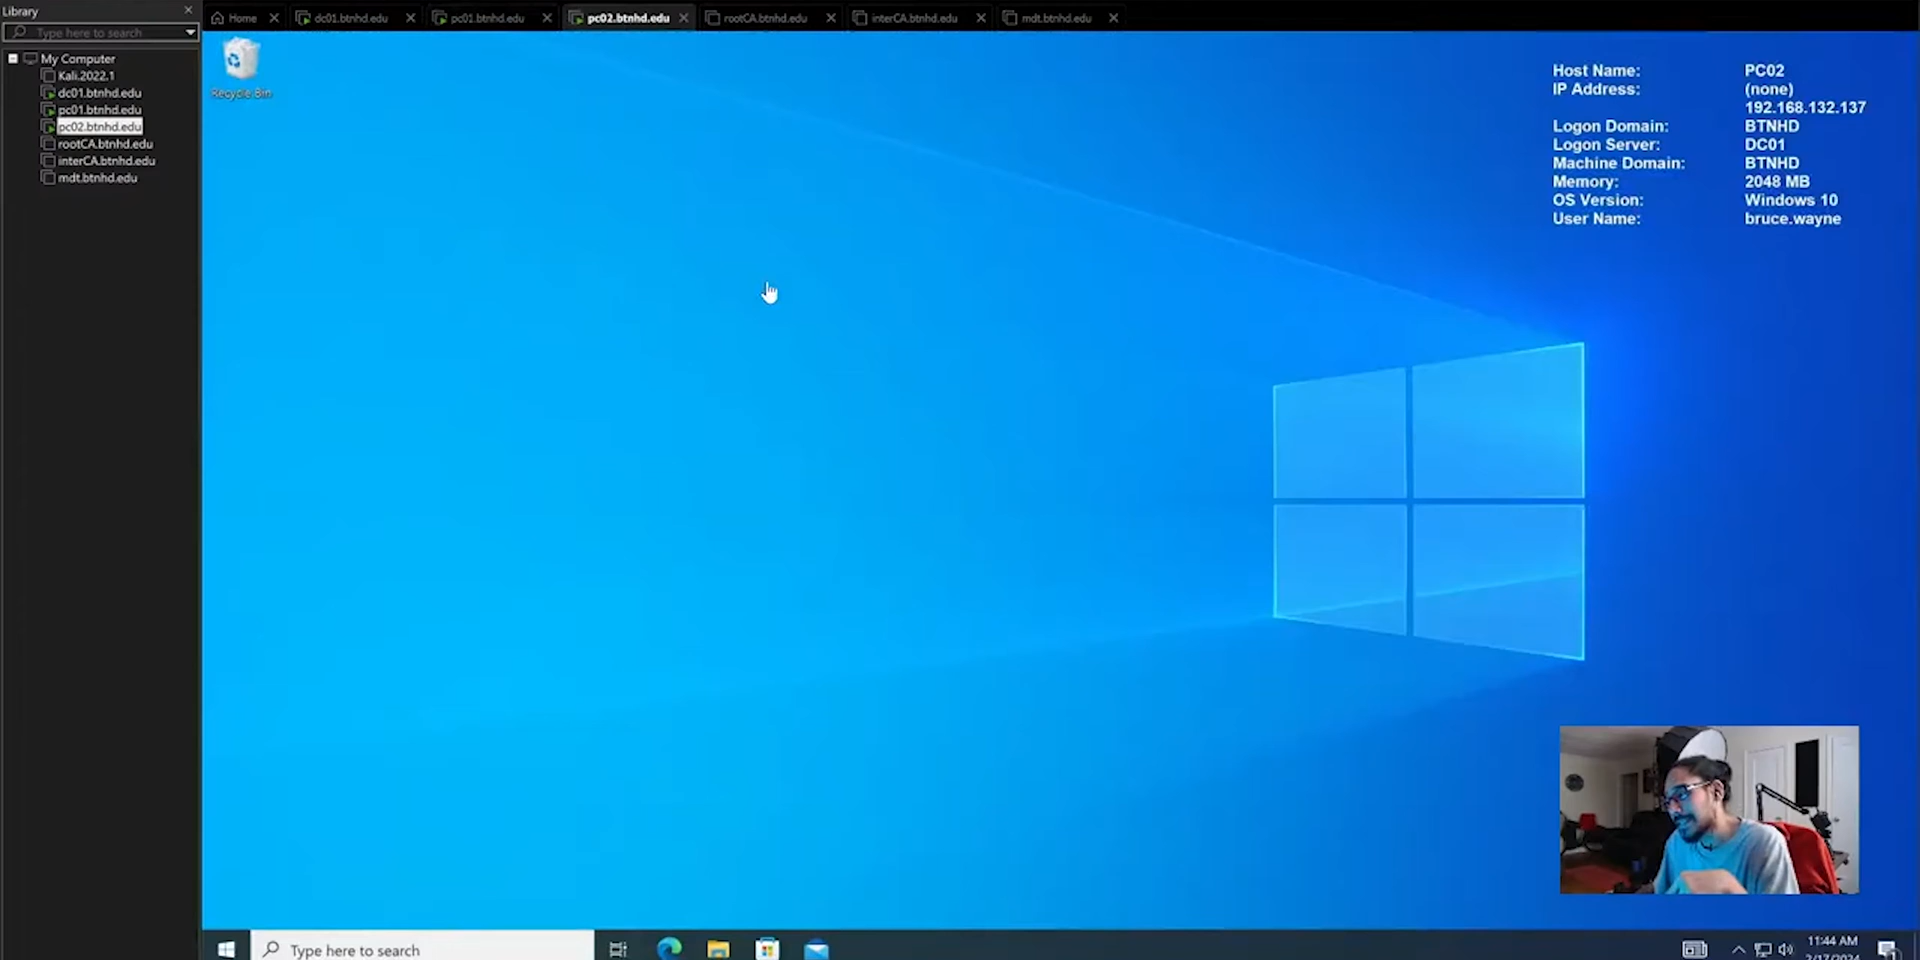 Library
Type here to search
My Computer
Kali.2022.1
dc01.btnhd.edu
pc01.btnhd.edu
pc02.btnhd.edu
rootCA.btnhd.edu
interCA.btnhd.edu
mdt.btnhd.edu
Home dc01.btnhd.edu pc01.btnhd.edu pc02.btnhd.edu rootCA.btnhd.edu interCA.btnhd.edu mdt.btnhd.edu
Recycle Bin
Host Name: PC02
IP Address: (none)
192.168.132.137
Logon Domain: BTNHD
Logon Server: DC01
Machine Domain: BTNHD
Memory: 2048 MB
OS Version: Windows 10
User Name: bruce.wayne
Type here to search
11:44 AM
2/17/2024